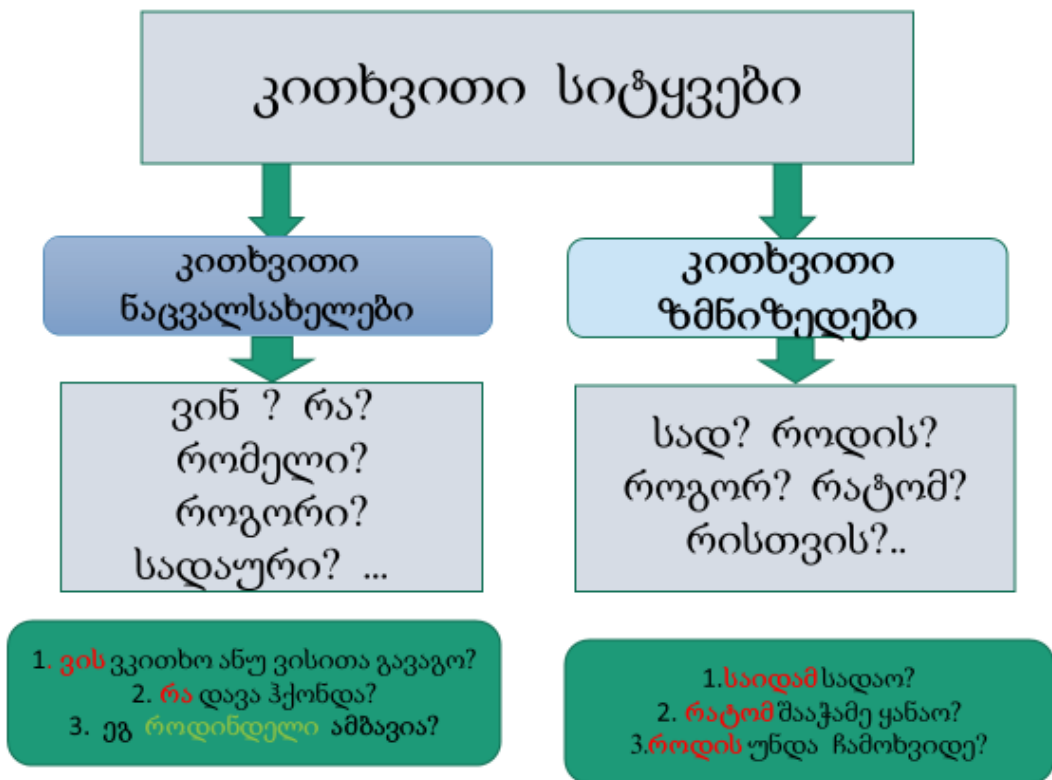 კითხვითი სიტყვები
კითხვითი
ნაცვალსახელები
კითხვითი
ზმნიზედები
ვინ ? რა?
რომელი?
როგორი?
სადაური? ...
სად? როდის?
როგორ? რატომ?
რისთვის?..
1. ვის ვკითხო ანუ ვისითა გავაგო?
2. რა დავა ჰქონდა?
3. ეგ როდინდელი ამბავია?
1.საიდამ სადაო?
2. რატომ შააჭამე ყანაო?
3.როდის უნდა ჩამოხვიდე?